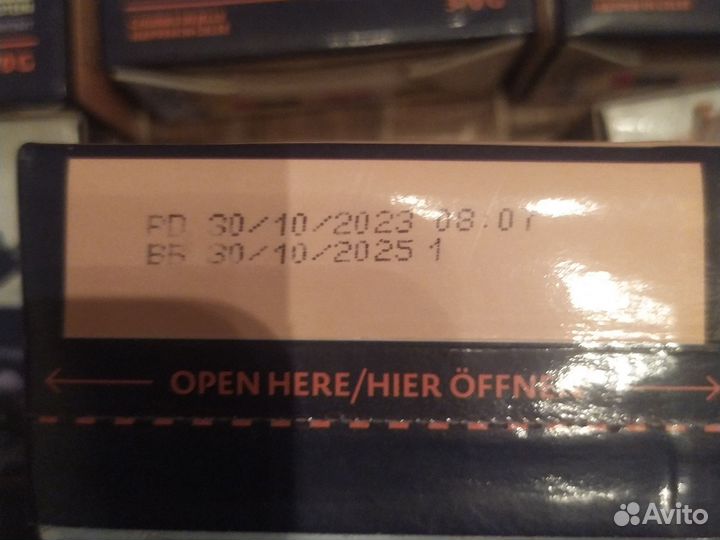 PD 30/10/2023 08:07
BB 30/10/2025 1
OPEN HERE/HIER ÖFFNEN
Avito